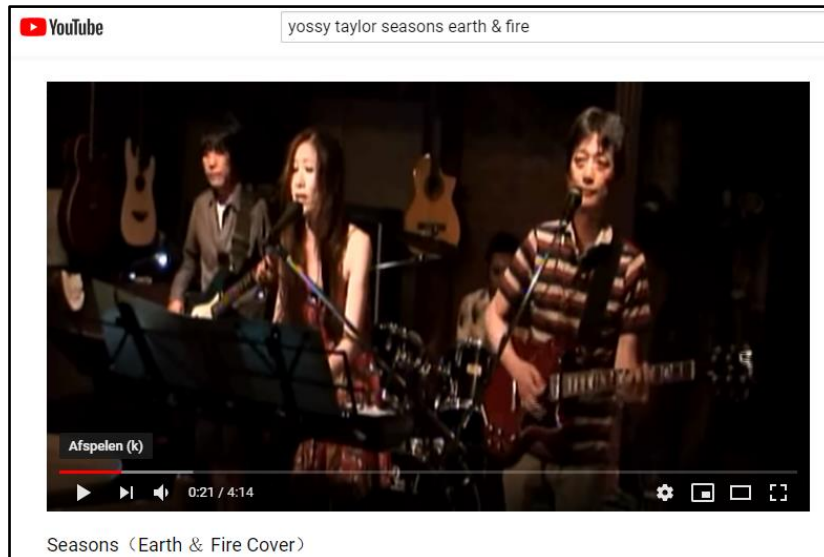 YouTube
yossy taylor seasons earth & fire
Afspelen (k)
0:21 / 4:14
Seasons（Earth ＆ Fire Cover）